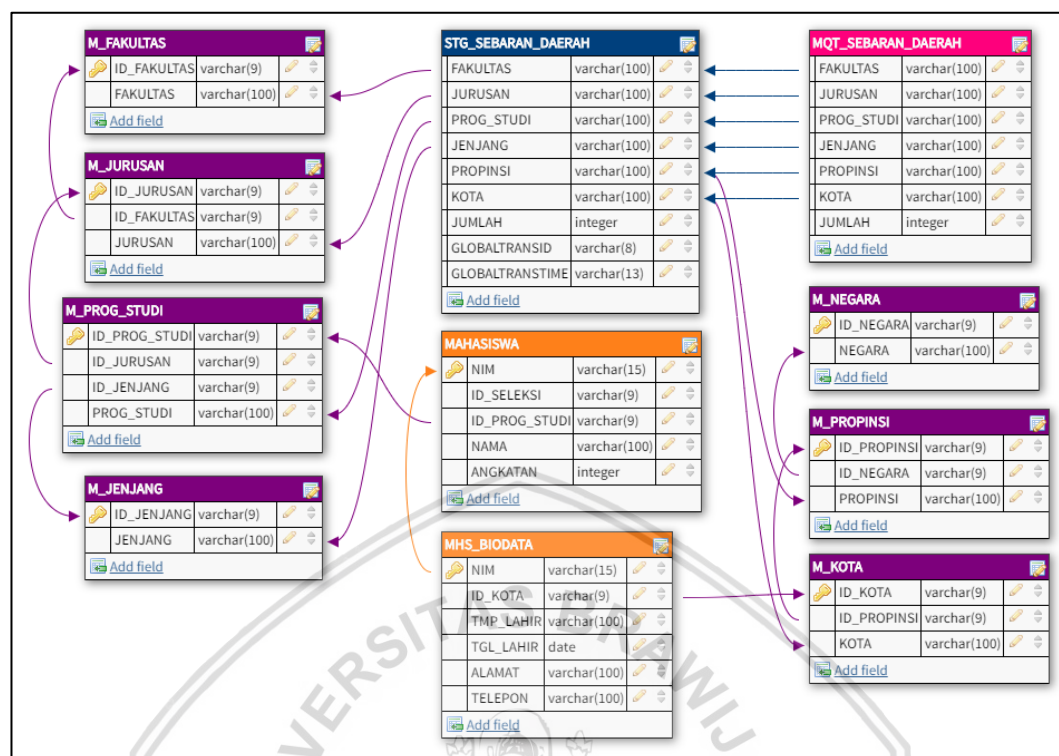 M_FAKULTAS
ID_FAKULTAS varchar(9)
FAKULTAS varchar(100)
Add field
M_JURUSAN
ID_JURUSAN varchar(9)
ID_FAKULTAS varchar(9)
JURUSAN varchar(100)
Add field
M_PROG_STUDI
ID_PROG_STUDI varchar(9)
ID_JURUSAN varchar(9)
ID_JENJANG varchar(9)
PROG_STUDI varchar(100)
Add field
M_JENJANG
ID_JENJANG varchar(9)
JENJANG varchar(100)
Add field
STG_SEBARAN_DAERAH
FAKULTAS varchar(100)
JURUSAN varchar(100)
PROG_STUDI varchar(100)
JENJANG varchar(100)
PROPINSI varchar(100)
KOTA varchar(100)
JUMLAH integer
GLOBALTRANSID varchar(8)
GLOBALTRANSTIME varchar(13)
Add field
MAHASISWA
NIM varchar(15)
ID_SELEKSI varchar(9)
ID_PROG_STUDI varchar(9)
NAMA varchar(100)
ANGKATAN integer
Add field
MHS_BIODATA
NIM varchar(15)
ID_KOTA varchar(9)
TMP_LAHIR varchar(100)
TGL_LAHIR date
ALAMAT varchar(100)
TELEPON varchar(100)
Add field
MQT_SEBARAN_DAERAH
FAKULTAS varchar(100)
JURUSAN varchar(100)
PROG_STUDI varchar(100)
JENJANG varchar(100)
PROPINSI varchar(100)
KOTA varchar(100)
JUMLAH integer
Add field
M_NEGARA
ID_NEGARA varchar(9)
NEGARA varchar(100)
Add field
M_PROPINSI
ID_PROPINSI varchar(9)
ID_NEGARA varchar(9)
PROPINSI varchar(100)
Add field
M_KOTA
ID_KOTA varchar(9)
ID_PROPINSI varchar(9)
KOTA varchar(100)
Add field
VERSITAS BRAWIJ